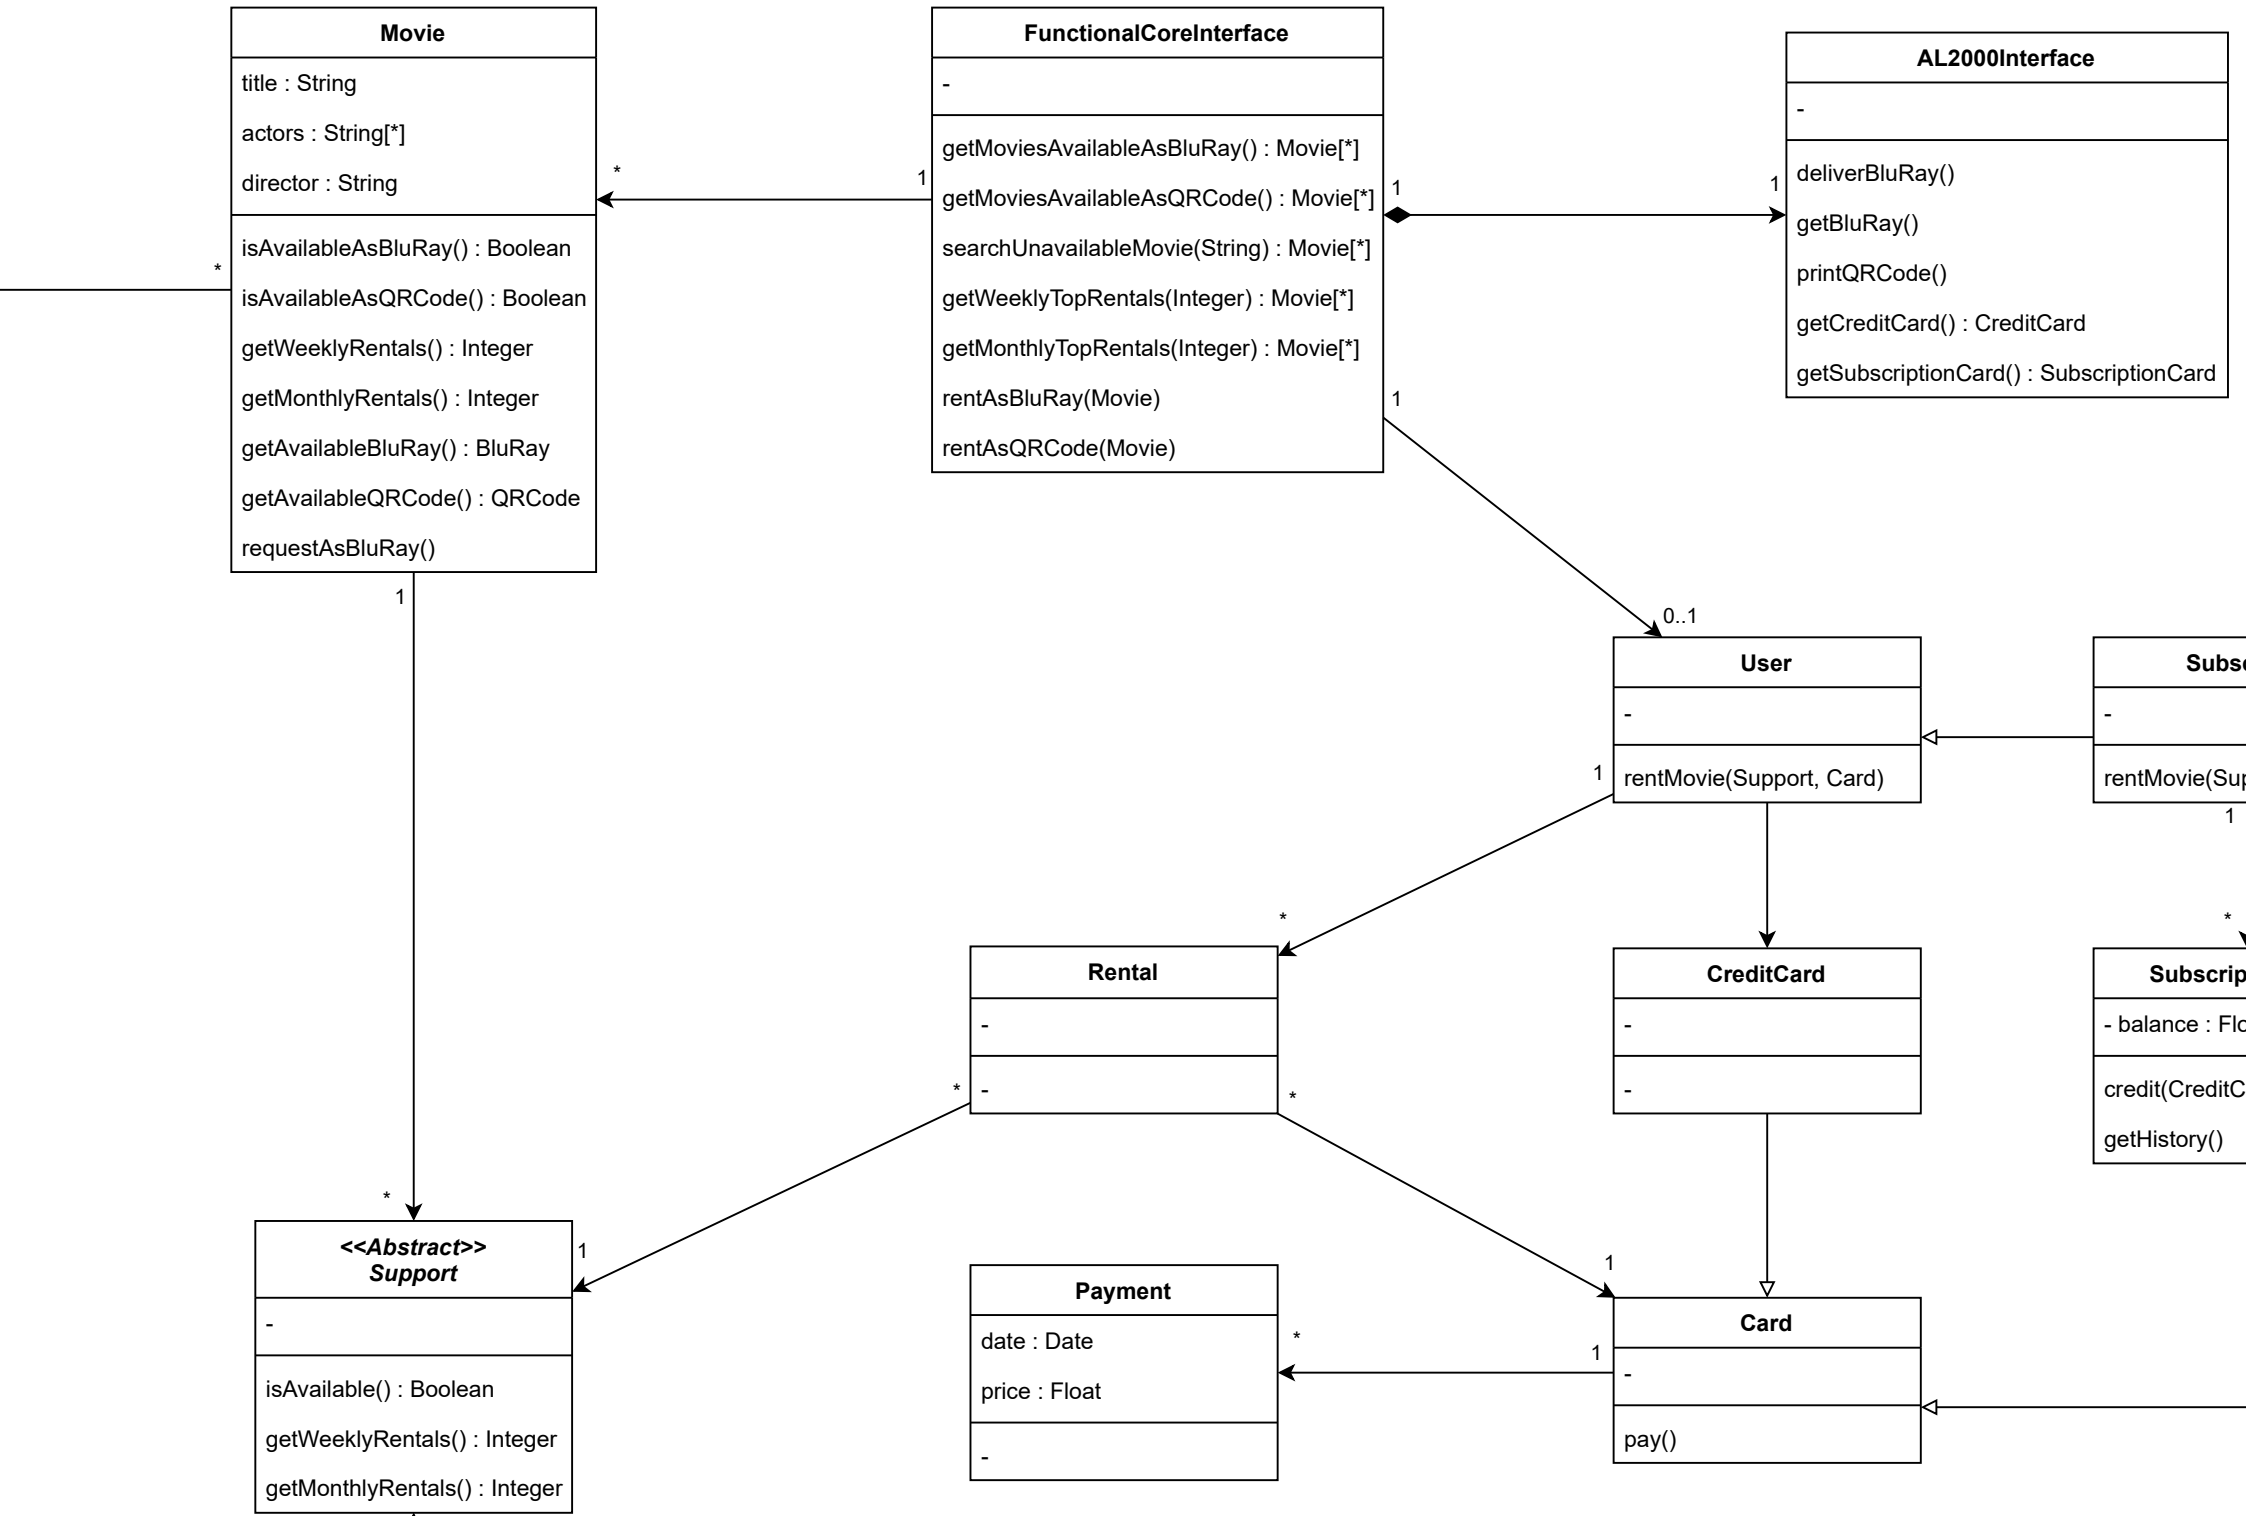 Movie
title : String
actors : String[*]
director : String
isAvailableAsBluRay() : Boolean
isAvailableAsQRCode() : Boolean
getWeeklyRentals() : Integer
getMonthlyRentals() : Integer
getAvailableBluRay() : BluRay
getAvailableQRCode() : QRCode
requestAsBluRay()
*
*
1
FunctionalCoreInterface
-
getMoviesAvailableAsBluRay() : Movie[*]
getMoviesAvailableAsQRCode() : Movie[*]
searchUnavailableMovie(String) : Movie[*]
getWeeklyTopRentals(Integer) : Movie[*]
getMonthlyTopRentals(Integer) : Movie[*]
rentAsBluRay(Movie)
rentAsQRCode(Movie)
1
1
1
AL2000Interface
-
deliverBluRay()
getBluRay()
printQRCode()
getCreditCard() : CreditCard
getSubscriptionCard() : SubscriptionCard
1
0..1
User
-
rentMovie(Support, Card)
1
-
rentMovie(
1
*
*
Rental
-
-
*
*
CreditCard
-
-
- balance :
getHistory()
*
<<Abstract>>
Support
-
isAvailable() : Boolean
getWeeklyRentals() : Integer
getMonthlyRentals() : Integer
1
Payment
date : Date
price : Float
-
*
1
1
Card
-
pay()